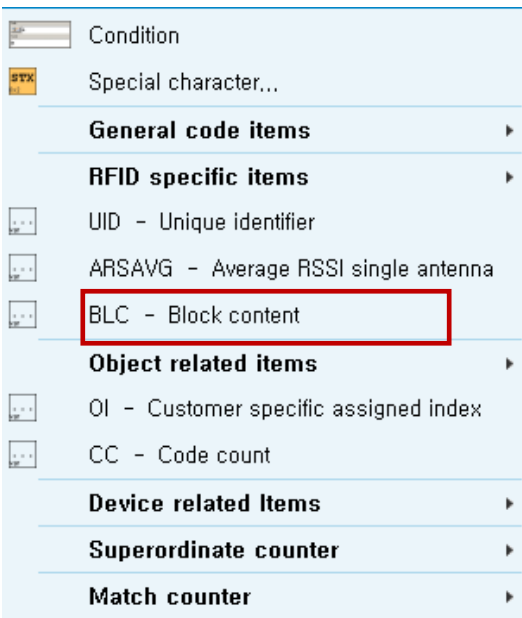 Condition
STX
Special character...
General code items
RFID specific items
UID - Unique identifier
ARSAVG - Average RSSI single antenna
BLC - Block content
Object related items
OI - Customer specific assigned index
CC - Code count
Device related Items
Superordinate counter
Match counter